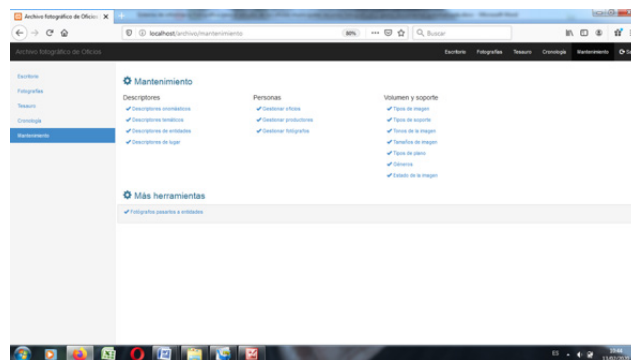 Archivo fotográfico de Oficios
localhost/archivo/mantenimiento
80%
Buscar
Archivo fotográfico de Oficios
Escritorio Fotografías Tesauro Cronología Mantenimiento
Escritorio
Fotografías
Tesauro
Cronología
Mantenimiento
Mantenimiento
Descriptores
Descriptores onomásticos
Descriptores temáticos
Descriptores de entidades
Descriptores de lugar
Personas
Gestionar oficios
Gestionar productores
Gestionar fotógrafos
Volumen y soporte
Tipos de imagen
Tipos de soporte
Tonos de la imagen
Tamaños de imagen
Tipos de plano
Géneros
Estado de la imagen
Más herramientas
Fotógrafos pasantes a entidades
ES